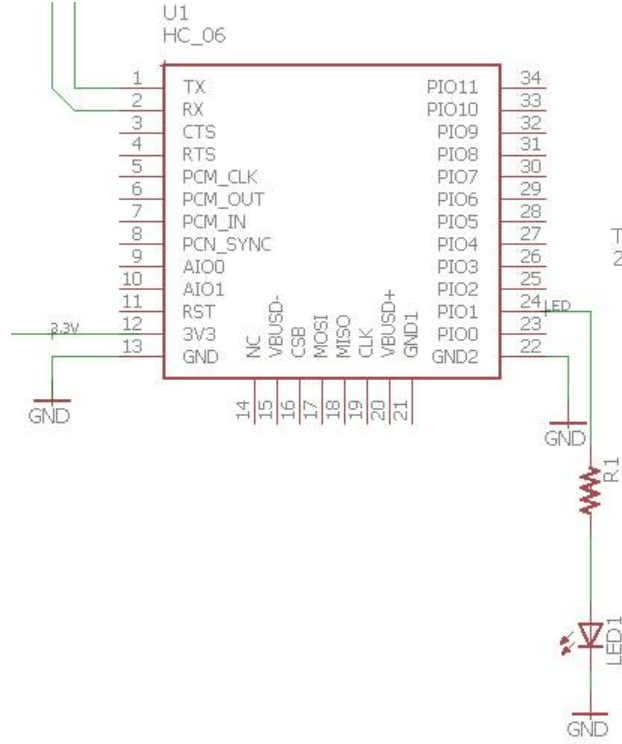 U1
HC_06
1 TX
2 RX
3 CTS
4 RTS
5 PCM_CLK
6 PCM_OUT
7 PCM_IN
8 PCN_SYNC
9 AIO0
10 AIO1
11 RST
3.3V 12 3V3
13 GND
GND
NC
VBUSD-
CSB
MOSI
MISO
CLK
VBUSD+
GND1
14
15
16
17
18
19
20
21
PIO11 34
PIO10 33
PIO9 32
PIO8 31
PIO7 30
PIO6 29
PIO5 28
PIO4 27
PIO3 26
PIO2 25
PIO1 24 LED
PIO0 23
GND2 22
GND
T
2
R1
LED1
GND